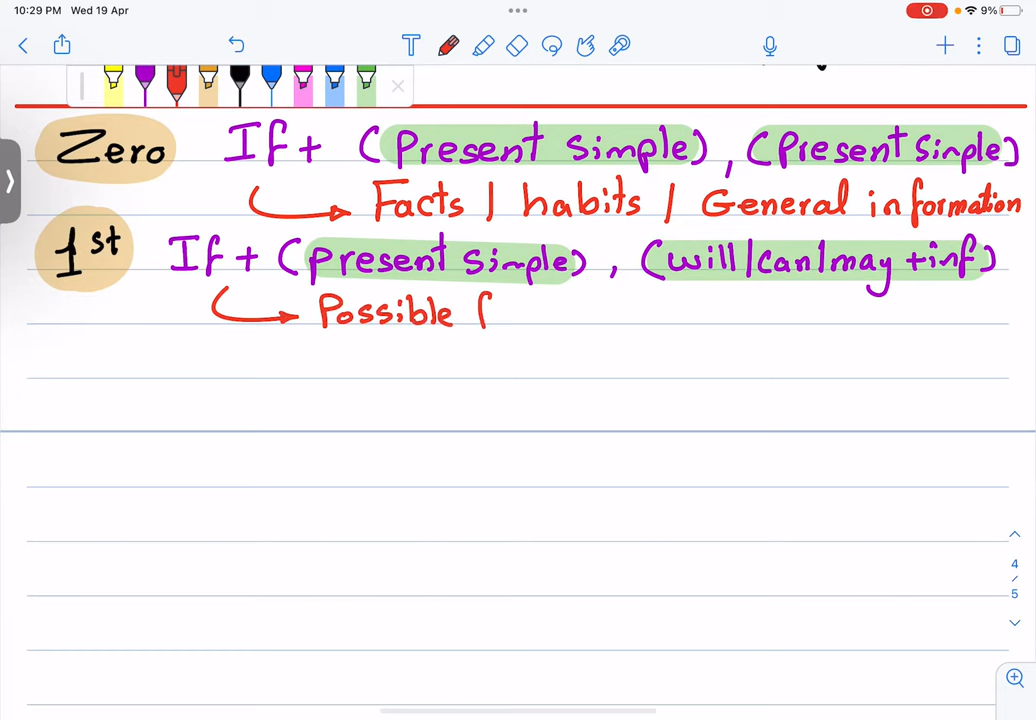 10:29 PM Wed 19 Apr
9%
Zero If + (Present simple), (Present simple)
Facts / habits / General information
1st If + (present simple), (will/can/may + inf)
Possible (
4
/
5